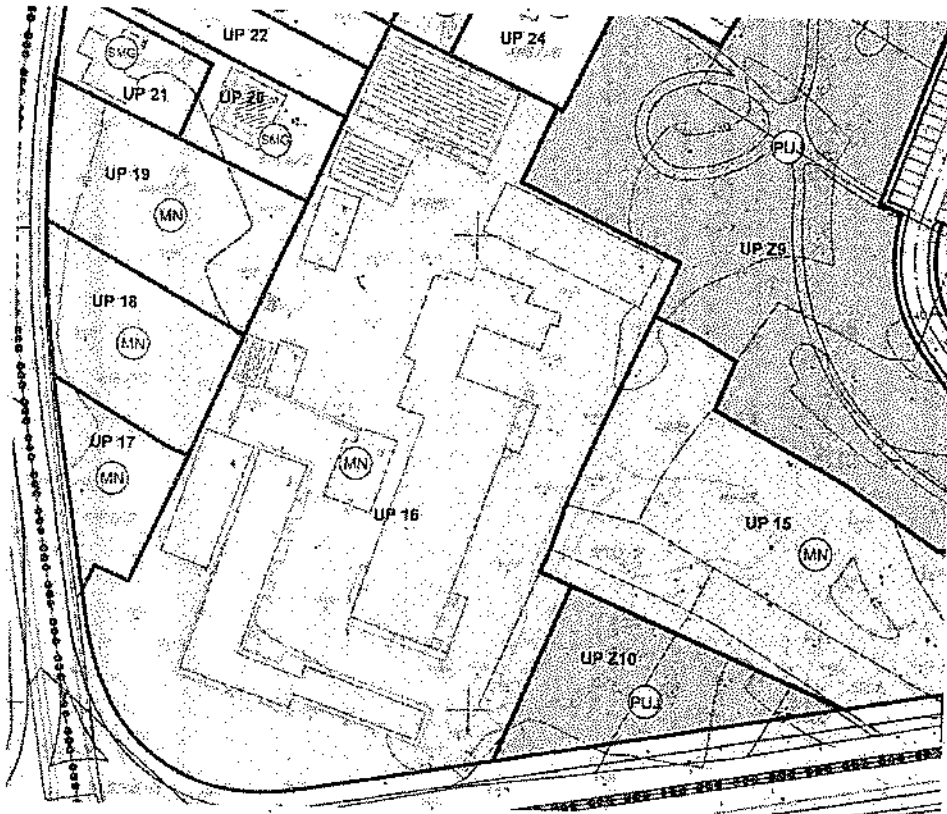 UP 22
UP 24
SMG
UP 21
UP 20
SMG
PUJ
UP 19
MN
UP Z9
UP 18
MN
UP 17
MN
MN
UP 16
UP 15
MN
UP Z10
PUJ